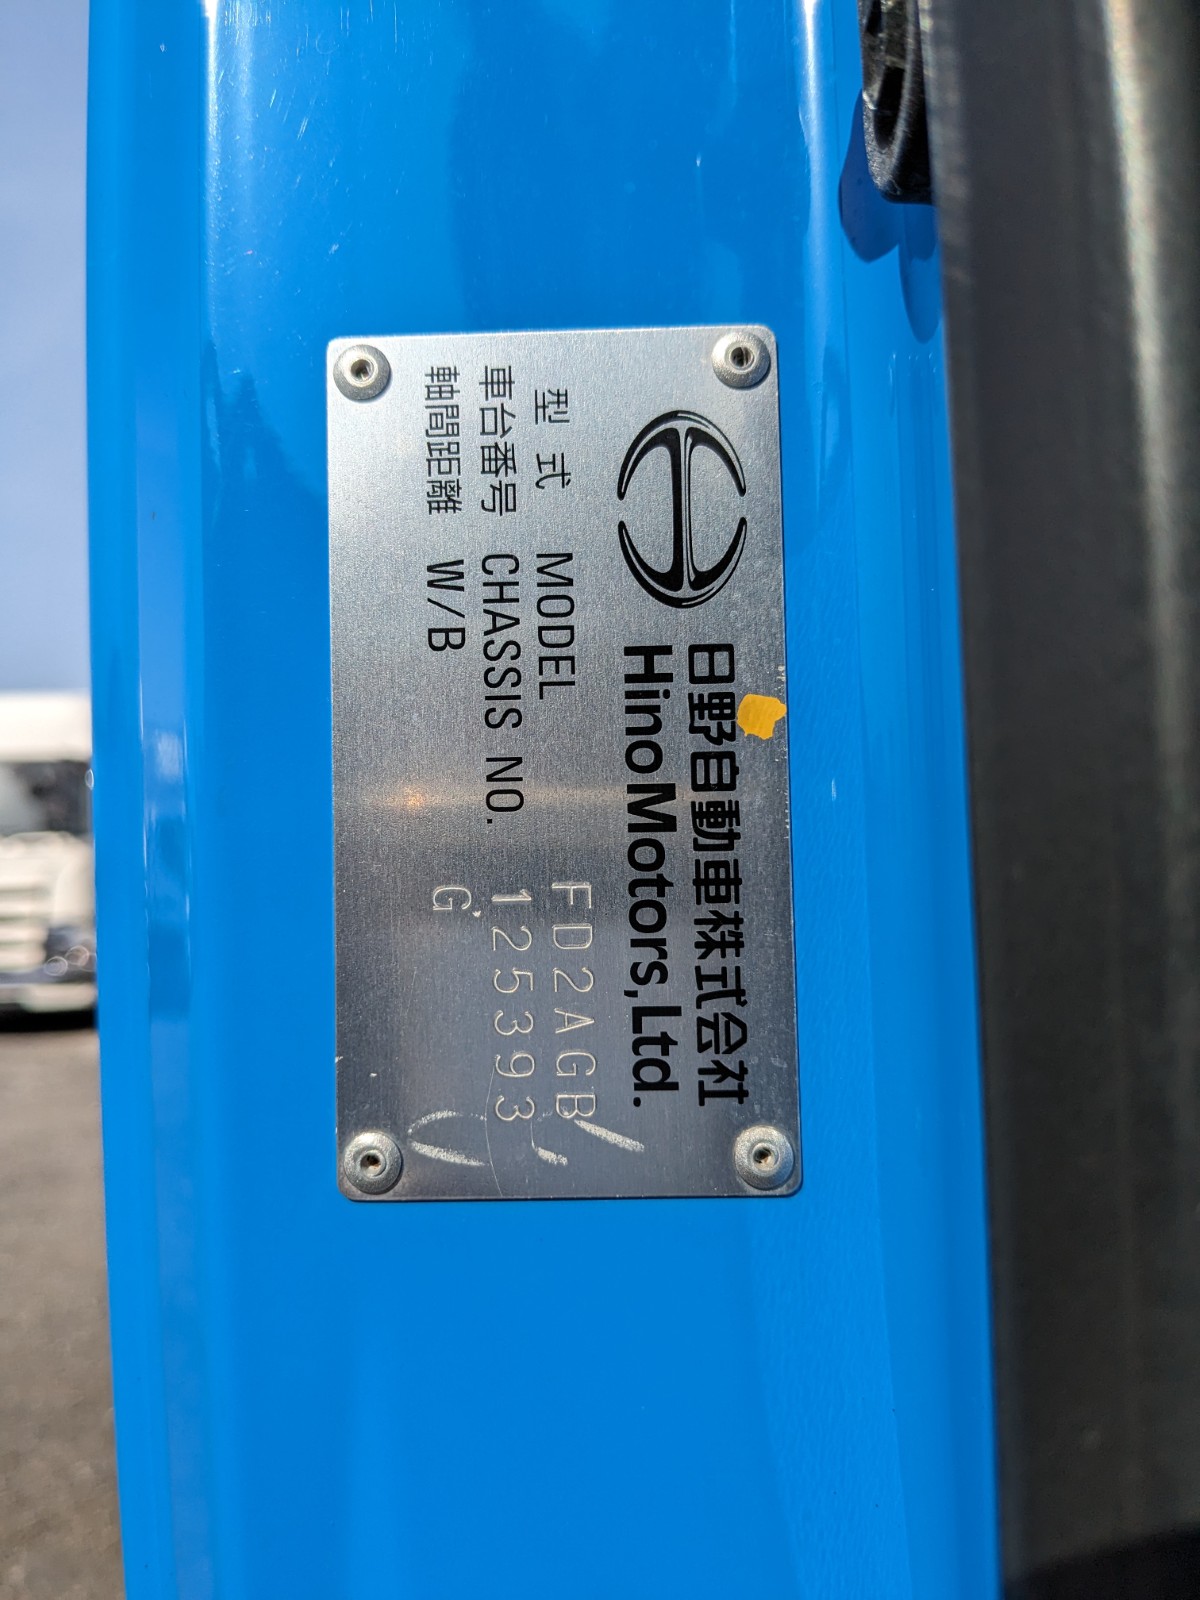 日野自動車株式会社
Hino Motors, Ltd.
型式 MODEL FD2AGB
車台番号 CHASSIS NO. 125393
軸間距離 W/B G